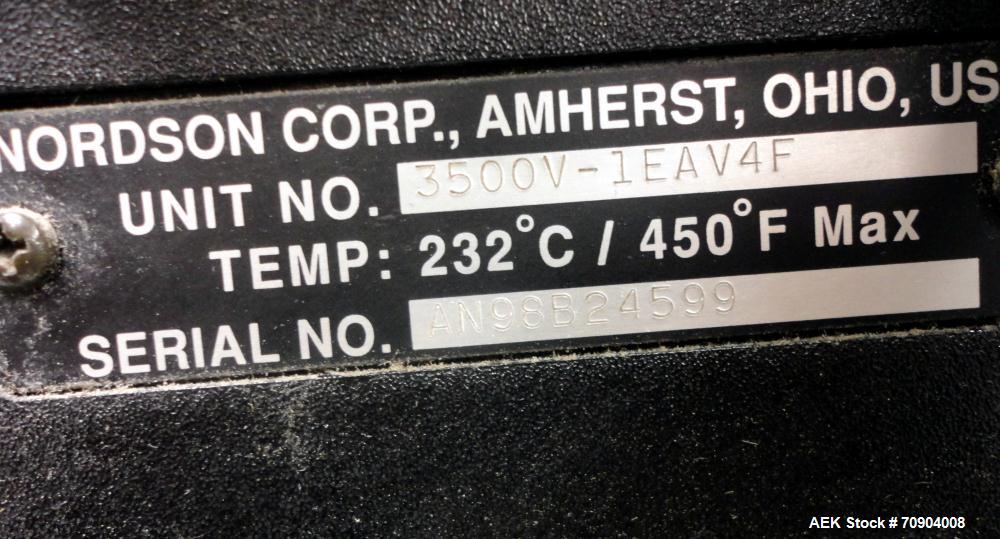 NORDSON CORP., AMHERST, OHIO, US
UNIT NO. 3500V-1EAV4F
TEMP: 232°C / 450°F Max
SERIAL NO. AN98B24599
AEK Stock # 70904008